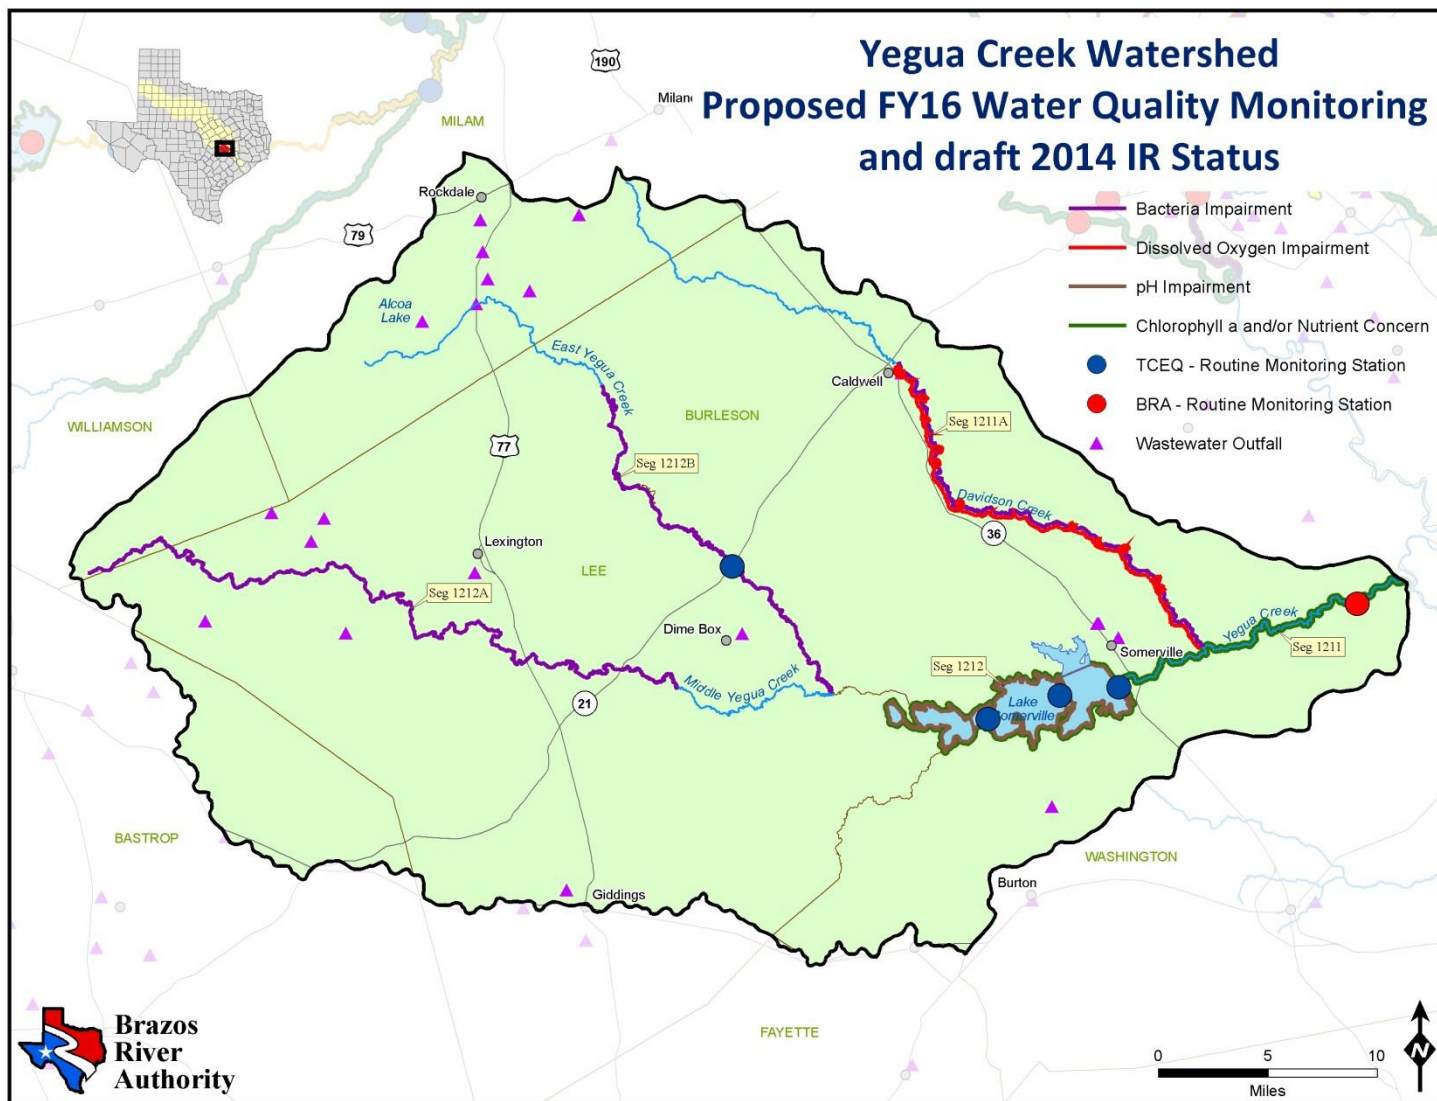 Yegua Creek Watershed
Proposed FY16 Water Quality Monitoring
and draft 2014 IR Status
190
MILAM
Rockdale
79
Bacteria Impairment
Dissolved Oxygen Impairment
pH Impairment
Chlorophyll a and/or Nutrient Concern
TCEQ - Routine Monitoring Station
BRA - Routine Monitoring Station
Wastewater Outfall
Alcoa
Lake
East Yegua Creek
Caldwell
WILLIAMSON
BURLESON
Seg 1211A
77
Seg 1212B
Davidson Creek
36
Lexington
LEE
Seg 1212A
Dime Box
Yegua Creek
Seg 1211
Somerville
Seg 1212
Middle Yegua Creek
Lake
Somerville
21
BASTROP
WASHINGTON
Giddings
Burton
FAYETTE
Brazos
River
Authority
N
0 5 10
Miles